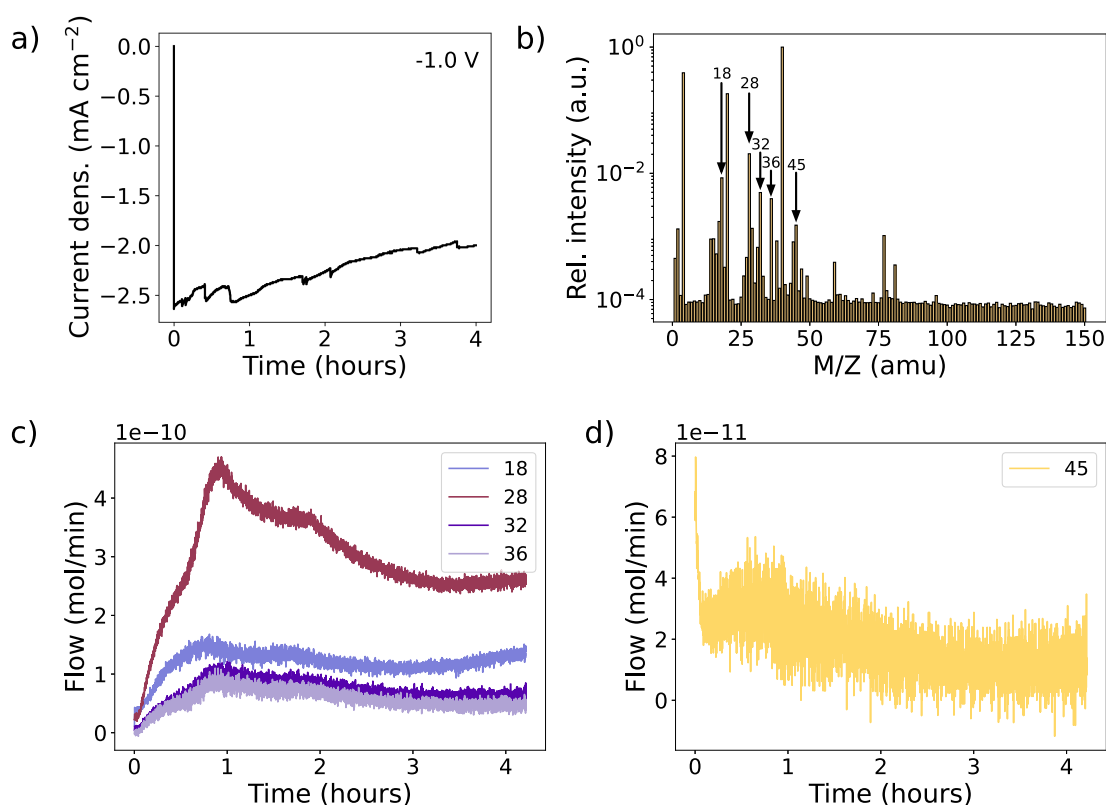 a)
Current dens. (mA cm−2)
0.0
−0.5
−1.0
−1.5
−2.0
−2.5
-1.0 V
0 1 2 3 4
Time (hours)
b)
Rel. intensity (a.u.)
10^0
10^−2
10^−4
18
28
32
36
45
0 25 50 75 100 125 150
M/Z (amu)
c)
1e−10
Flow (mol/min)
4
3
2
1
0
18
28
32
36
0 1 2 3 4
Time (hours)
d)
1e−11
Flow (mol/min)
8
6
4
2
0
45
0 1 2 3 4
Time (hours)